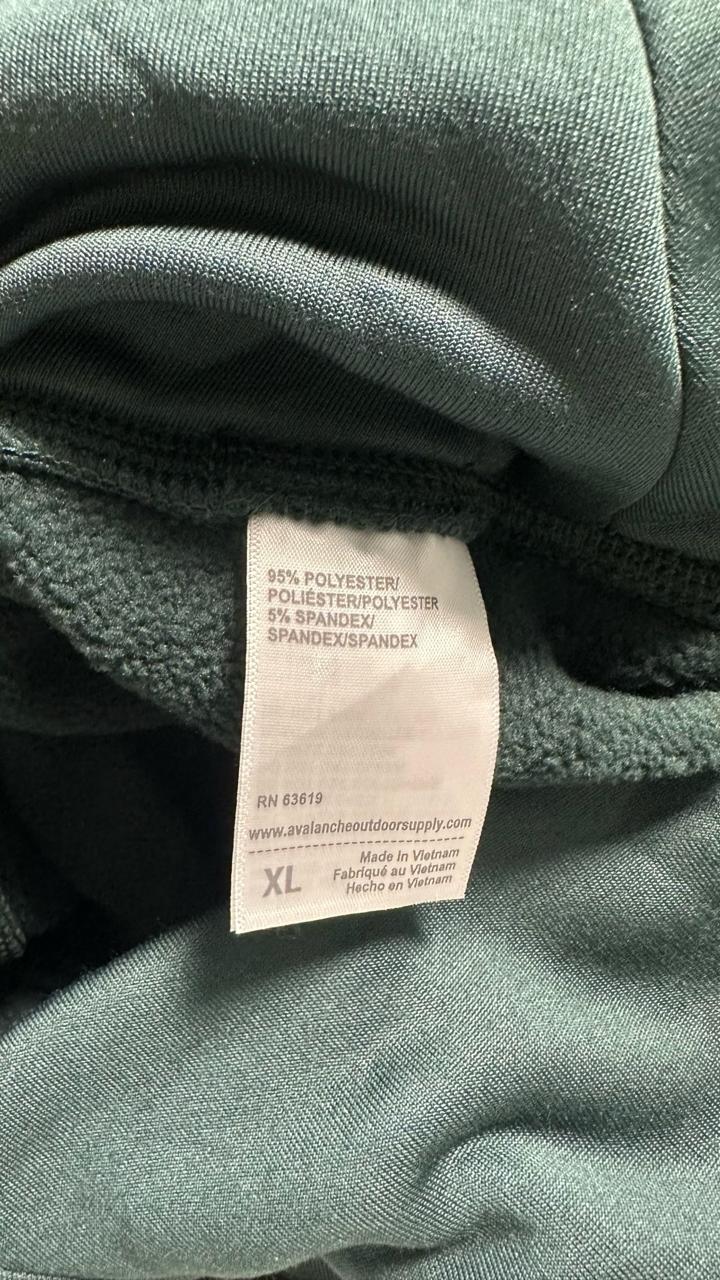 95% POLYESTER/
POLIÉSTER/POLYESTER
5% SPANDEX/
SPANDEX/SPANDEX
RN 63619
www.avalancheoutdoorsupply.com
XL
Made in Vietnam
Fabriqué au Vietnam
Hecho en Vietnam